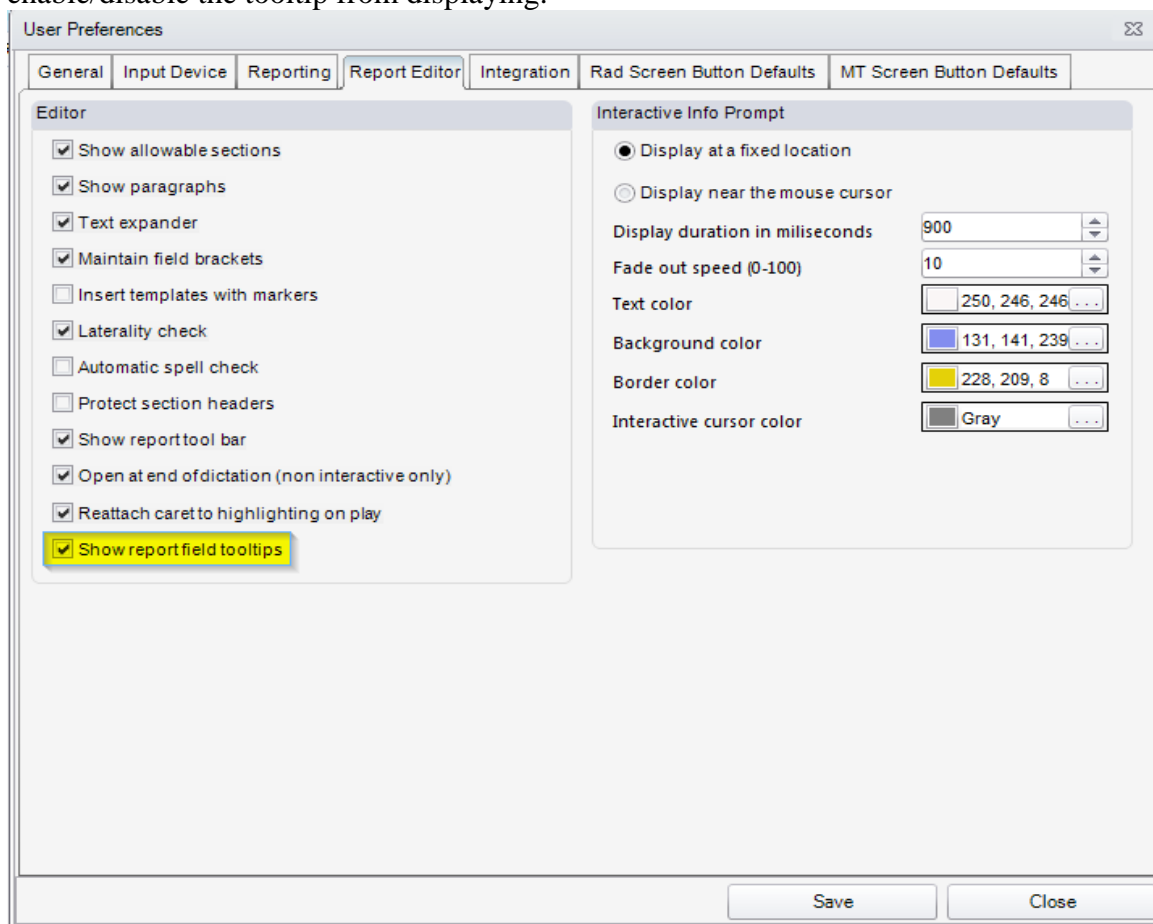 enable/disable the tooltip from displaying.
User Preferences
General Input Device Reporting Report Editor Integration Rad Screen Button Defaults MT Screen Button Defaults
Editor
Show allowable sections
Show paragraphs
Text expander
Maintain field brackets
Insert templates with markers
Laterality check
Automatic spell check
Protect section headers
Show report tool bar
Open at end of dictation (non interactive only)
Reattach caret to highlighting on play
Show report field tooltips
Interactive Info Prompt
Display at a fixed location
Display near the mouse cursor
Display duration in miliseconds 900
Fade out speed (0-100) 10
Text color 250, 246, 246 ...
Background color 131, 141, 239 ...
Border color 228, 209, 8 ...
Interactive cursor color Gray ...
Save Close